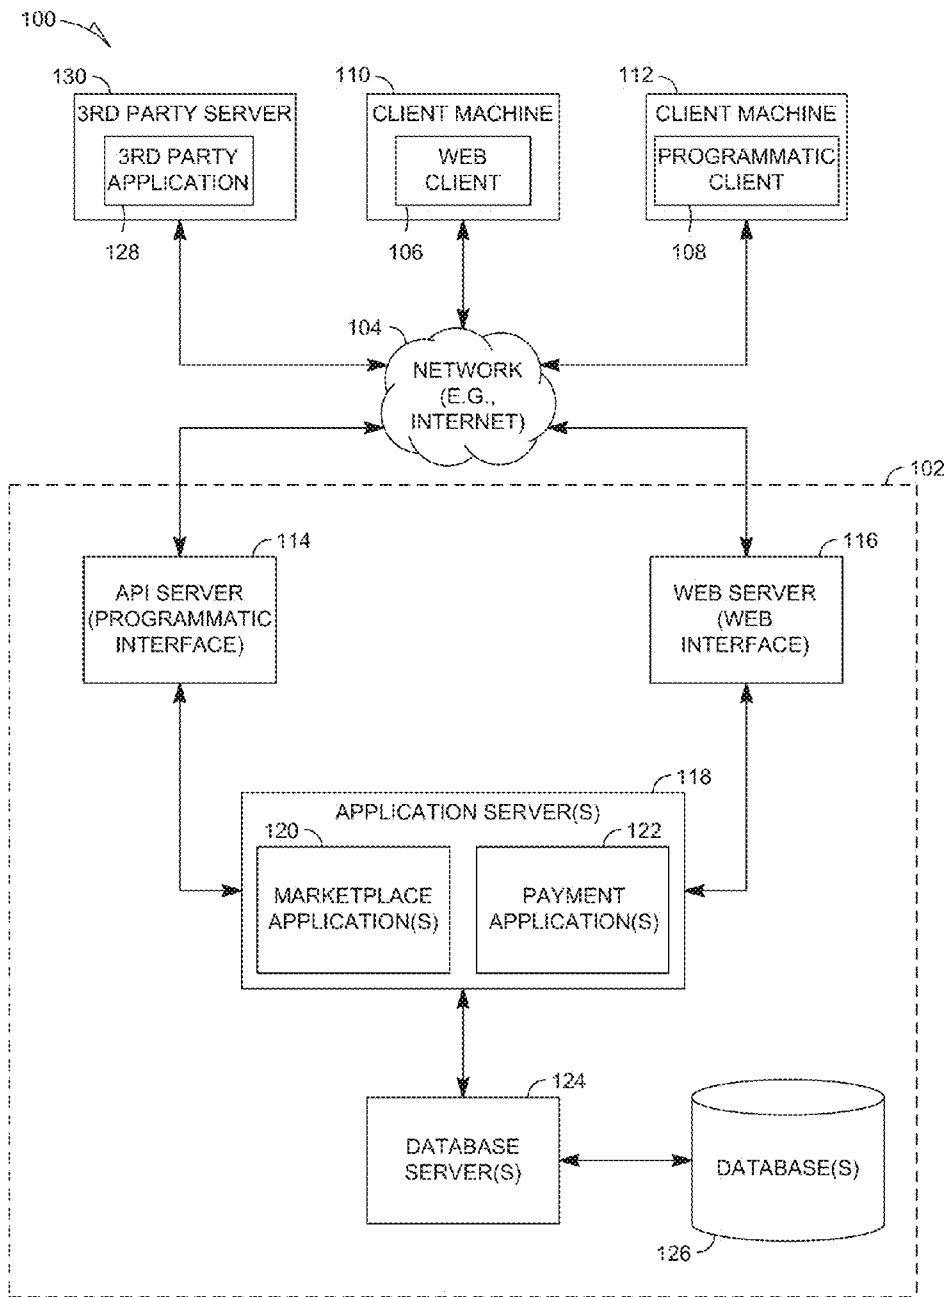 100
130
3RD PARTY SERVER
3RD PARTY
APPLICATION
128
110
CLIENT MACHINE
WEB
CLIENT
106
112
CLIENT MACHINE
PROGRAMMATIC
CLIENT
108
104
NETWORK
(E.G.,
INTERNET)
102
114
API SERVER
(PROGRAMMATIC
INTERFACE)
116
WEB SERVER
(WEB
INTERFACE)
118
APPLICATION SERVER(S)
120
MARKETPLACE
APPLICATION(S)
122
PAYMENT
APPLICATION(S)
124
DATABASE
SERVER(S)
DATABASE(S)
126